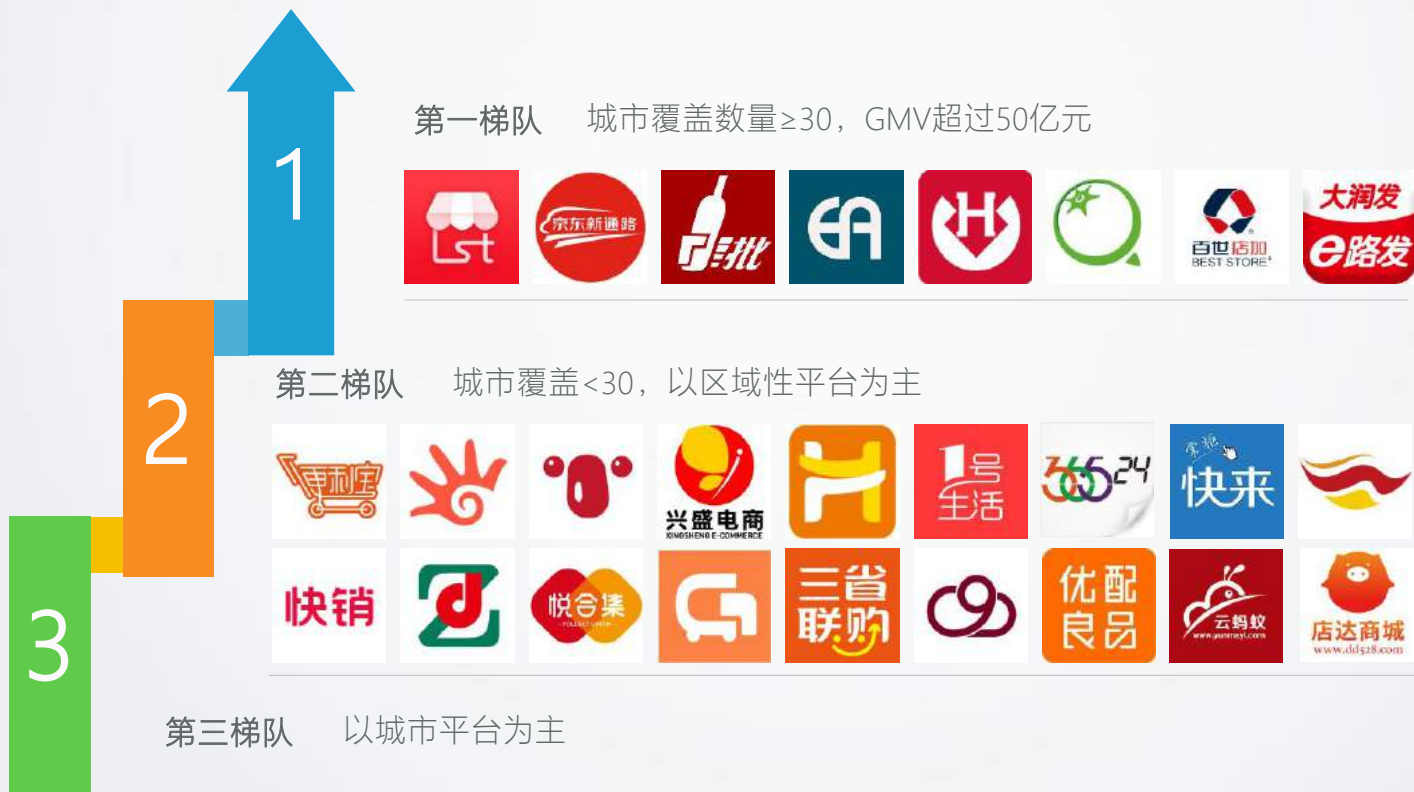 1
第一梯队 城市覆盖数量≥30，GMV超过50亿元
Lst
京东新通路
批
百世店加
BEST STORE+
大润发
e路发
2
第二梯队 城市覆盖<30，以区域性平台为主
兴盛电商
XINGSHENG E-COMMERCE
1号
生活
36524
掌柜
快来
快销
悦合集
三省
联购
优配
良品
云蚂蚁
www.yunmayi.com
店达商城
www.dd528.com
3
第三梯队 以城市平台为主